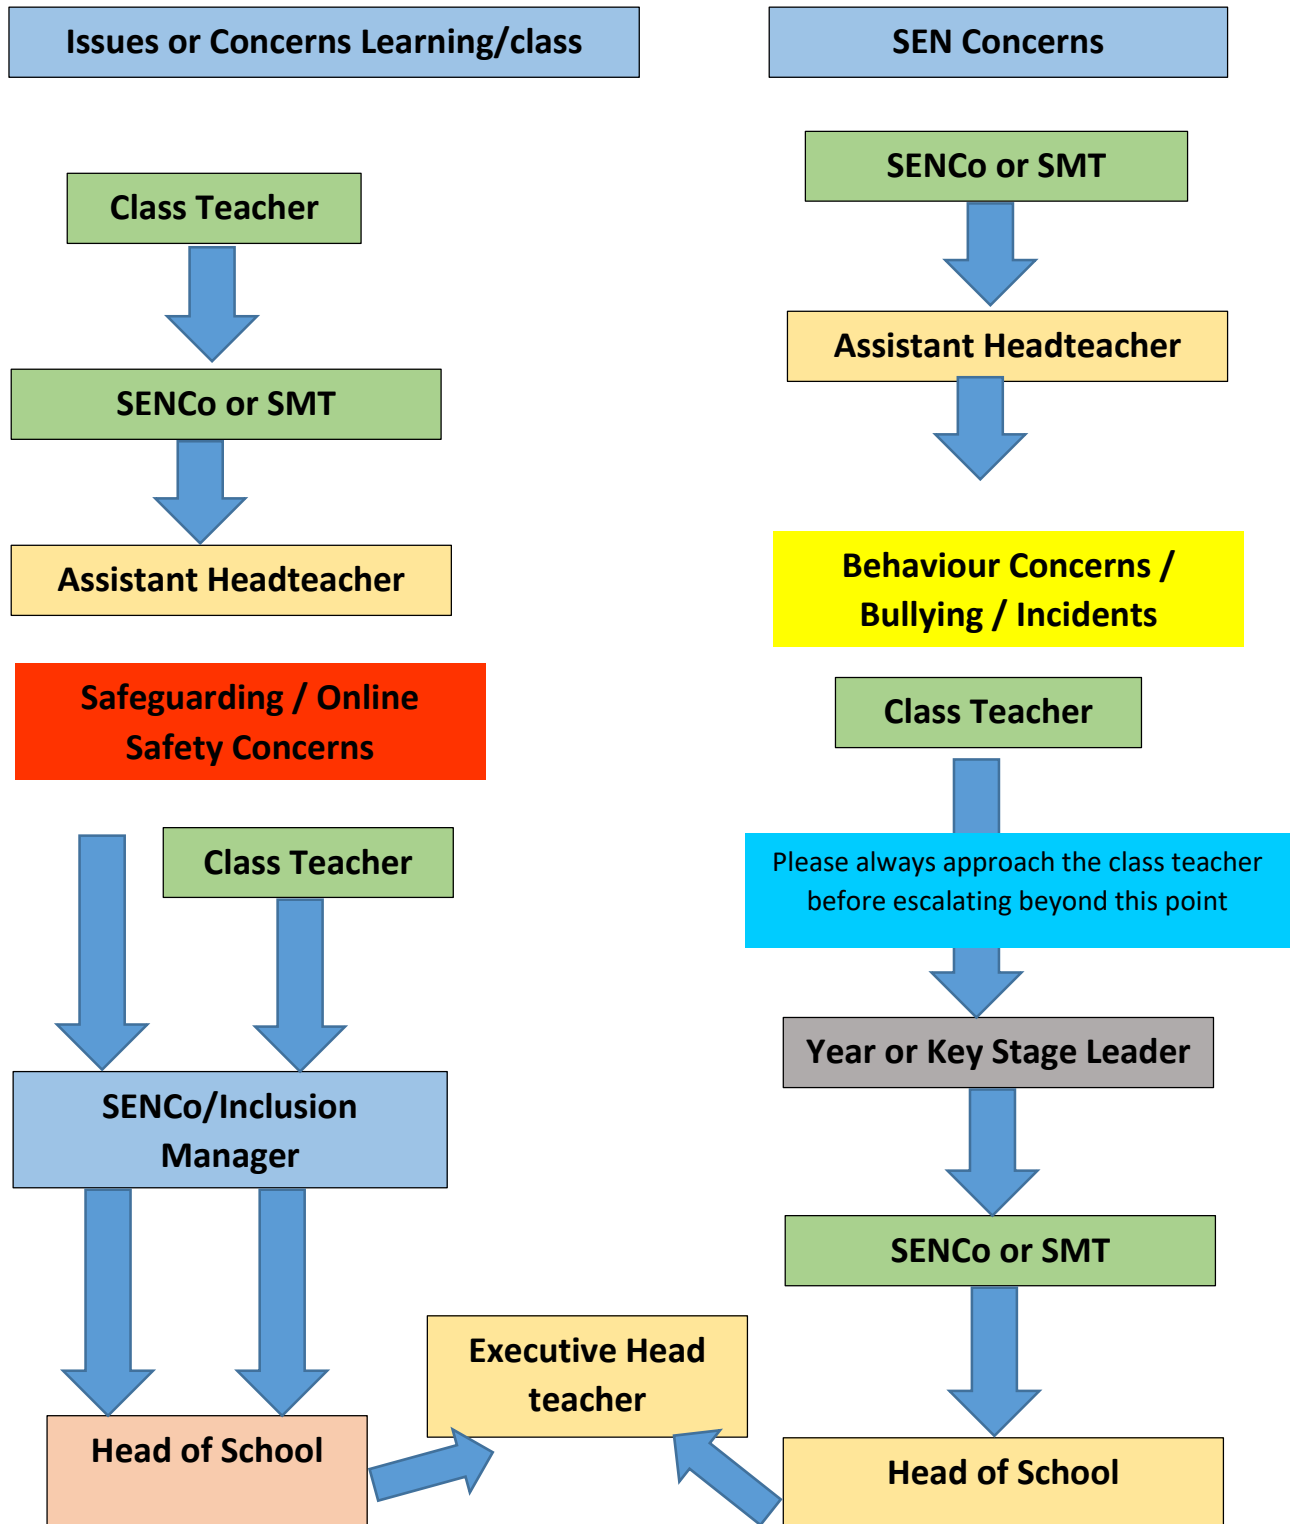 Issues or Concerns Learning/class
Class Teacher
SENCo or SMT
Assistant Headteacher
Safeguarding / Online
Safety Concerns
Class Teacher
SENCo/Inclusion
Manager
Head of School
SEN Concerns
SENCo or SMT
Assistant Headteacher
Behaviour Concerns /
Bullying / Incidents
Class Teacher
Please always approach the class teacher
before escalating beyond this point
Year or Key Stage Leader
SENCo or SMT
Head of School
Executive Head
teacher